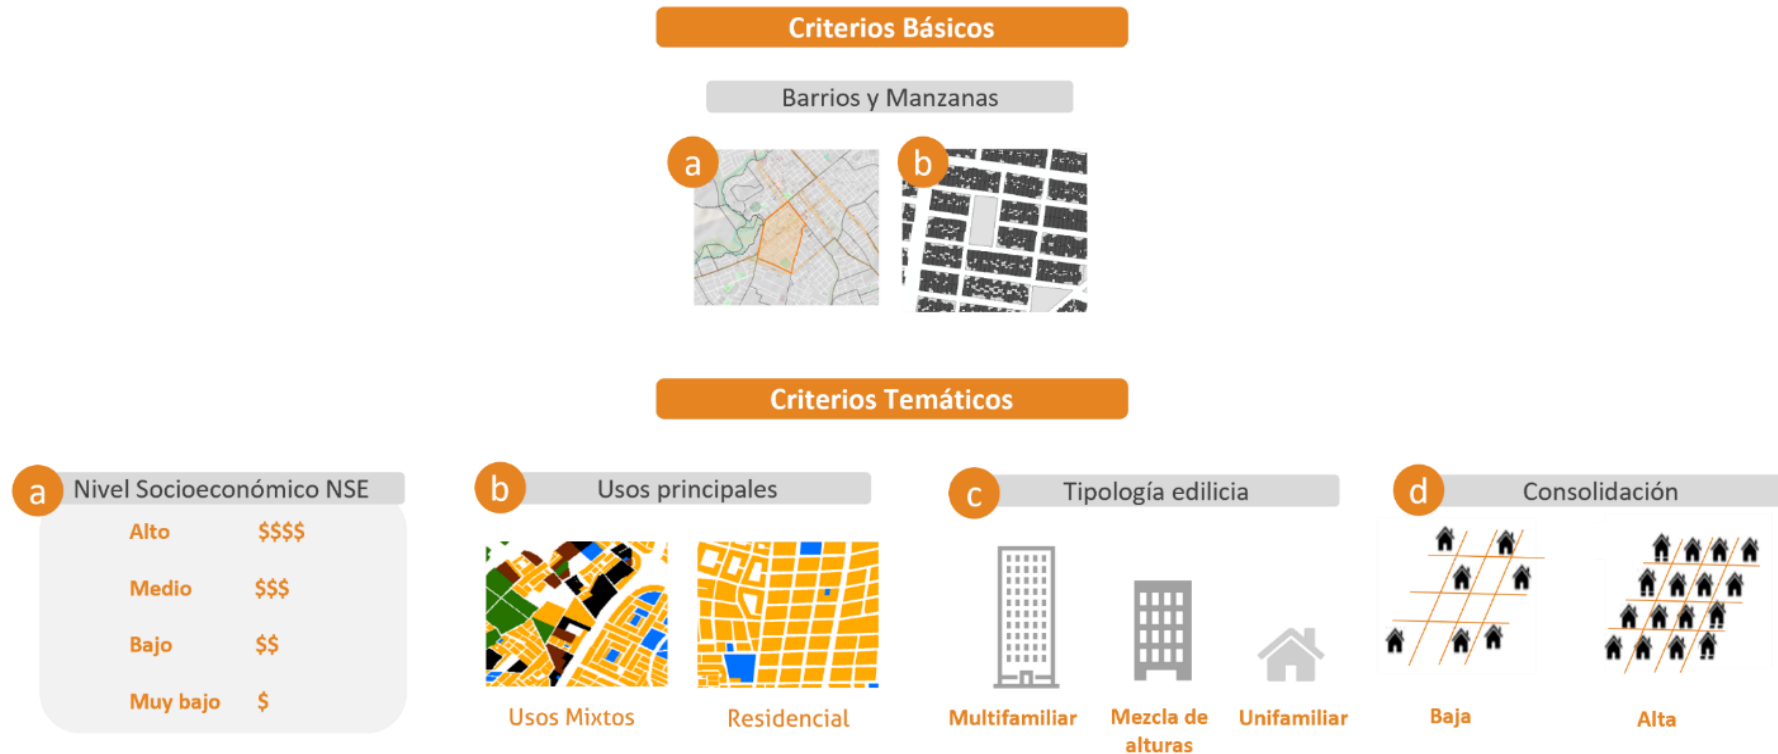 Criterios Básicos
Barrios y Manzanas
a
b
Criterios Temáticos
a
Nivel Socioeconómico NSE
Alto $$$$
Medio $$$
Bajo $$
Muy bajo $
b
Usos principales
Usos Mixtos
Residencial
c
Tipología edilicia
Multifamiliar
Mezcla de
alturas
Unifamiliar
d
Consolidación
Baja
Alta